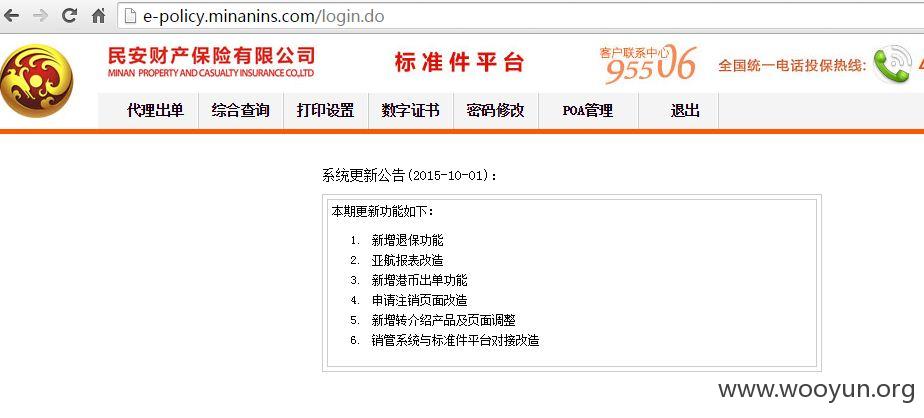 e-policy.minanins.com/login.do
民安财产保险有限公司
MINAN PROPERTY AND CASUALTY INSURANCE CO.,LTD
标准件平台
客户联系中心
95506
全国统一电话投保热线:
代理出单 综合查询 打印设置 数字证书 密码修改 POA管理 退出
系统更新公告(2015-10-01):
本期更新功能如下:
1. 新增退保功能
2. 亚航报表改造
3. 新增港币出单功能
4. 申请注销页面改造
5. 新增转介绍产品及页面调整
6. 销管系统与标准件平台对接改造
www.wooyun.org